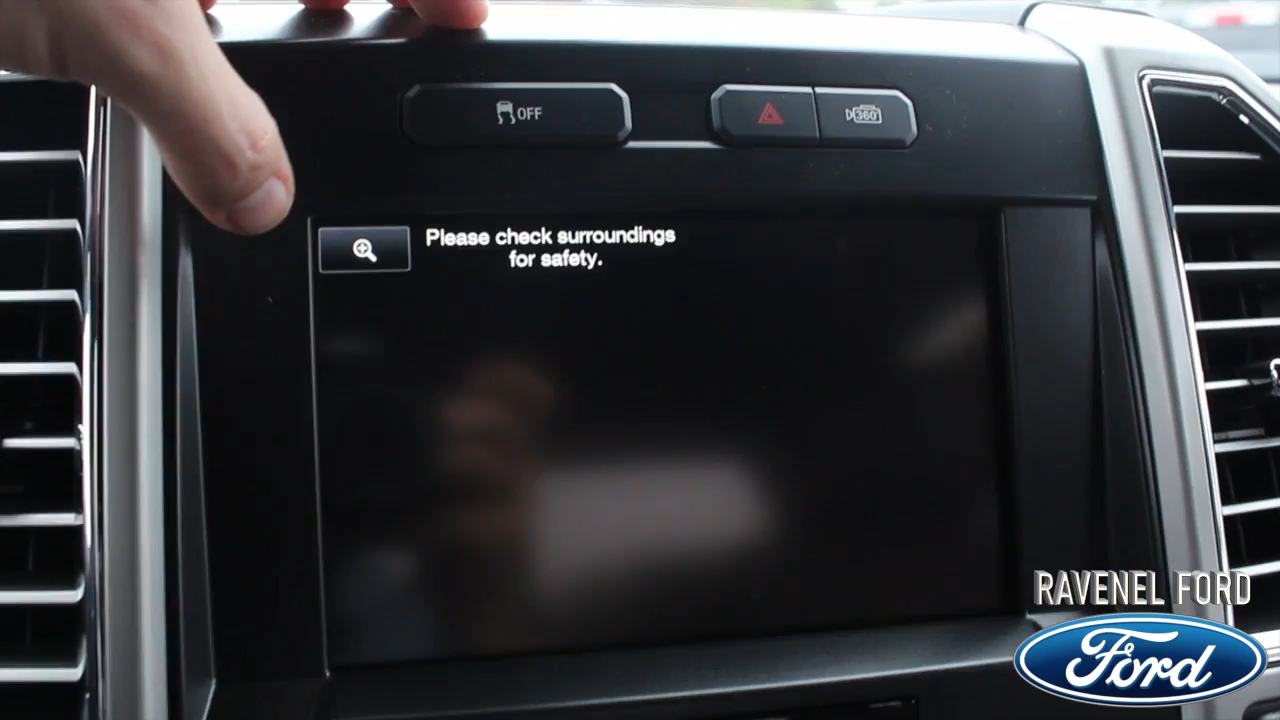 OFF
360°
Please check surroundings
for safety.
RAVENEL FORD
Ford